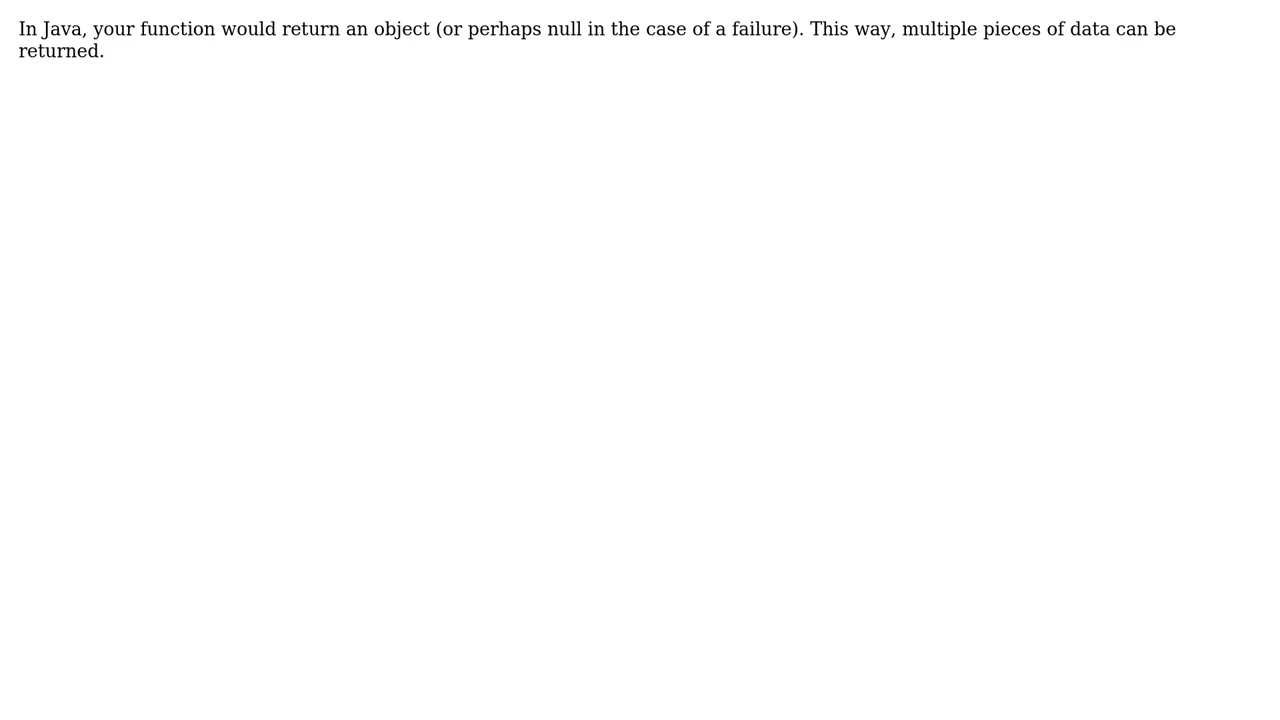 In Java, your function would return an object (or perhaps null in the case of a failure). This way, multiple pieces of data can be
returned.